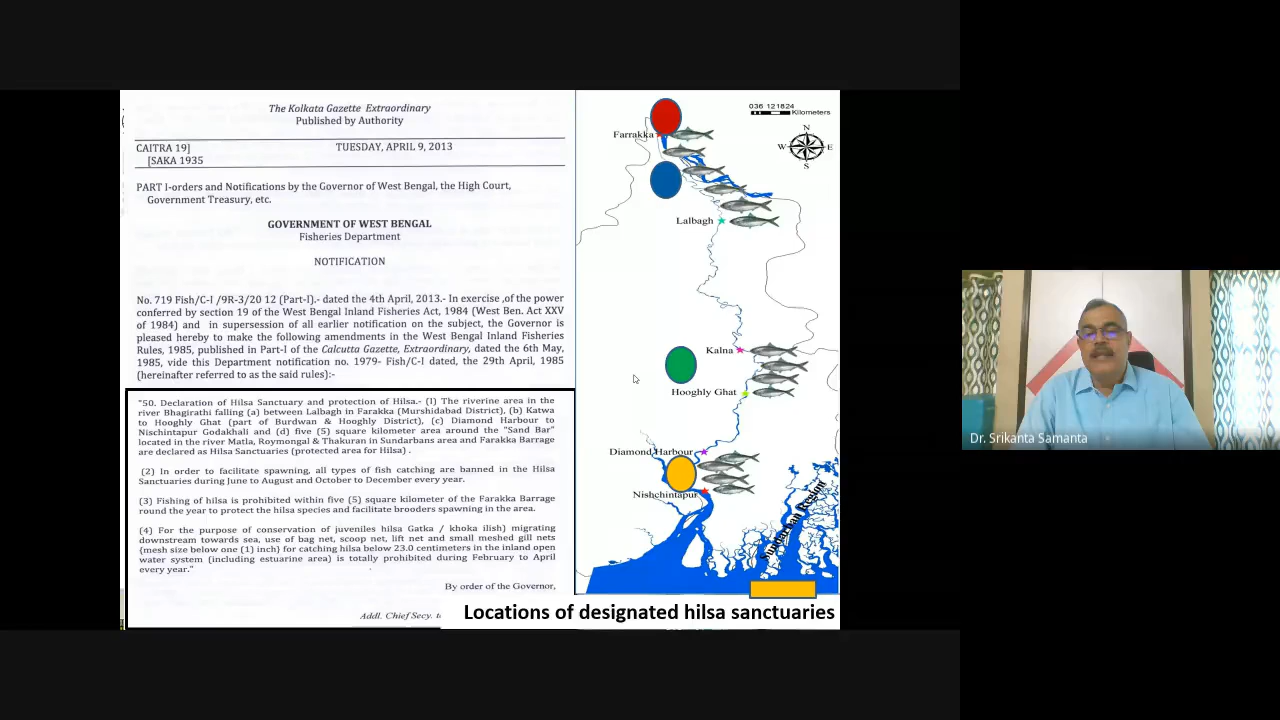 The Kolkata Gazette Extraordinary
Published by Authority
CAITRA 19]
TUESDAY, APRIL 9, 2013
[SAKA 1935
PART I-orders and Notifications by the Governor of West Bengal, the High Court,
Government Treasury, etc.
GOVERNMENT OF WEST BENGAL
Fisheries Department
NOTIFICATION
No. 719 Fish/C-I /9R-3/20 12 (Part-I).- dated the 4th April, 2013.- In exercise ,of the power
conferred by section 19 of the West Bengal Inland Fisheries Act, 1984 (West Ben. Act XXV
of 1984) and in supersession of all earlier notification on the subject, the Governor is
pleased hereby to make the following amendments in the West Bengal Inland Fisheries
Rules, 1985, published in Part-I of the Calcutta Gazette, Extraordinary, dated the 6th May,
1985, vide this Department notification no. 1979- Fish/C-I dated, the 29th April, 1985
(hereinafter referred to as the said rules):-
"50. Declaration of Hilsa Sanctuary and protection of Hilsa.- (l) The riverine area in the
river Bhagirathi falling (a) between Lalbagh in Farakka (Murshidabad District), (b) Katwa
to Hooghly Ghat (part of Burdwan & Hooghly District), (c) Diamond Harbour to
Nischintapur Godakhali and (d) five (5) square kilometer area around the "Sand Bar"
located in the river Matla, Roymongal & Thakuran in Sundarbans area and Farakka Barrage
are declared as Hilsa Sanctuaries (protected area for Hilsa) .
(2) In order to facilitate spawning, all types of fish catching are banned in the Hilsa
Sanctuaries during June to August and October to December every year.
(3) Fishing of hilsa is prohibited within five (5) square kilometer of the Farakka Barrage
round the year to protect the hilsa species and facilitate brooders spawning in the area.
(4) For the purpose of conservation of juveniles hilsa Gatka / khoka ilish) migrating
downstream towards sea, use of bag net, scoop net, lift net and small meshed gill nets
{mesh size below one (1) inch} for catching hilsa below 23.0 centimeters in the inland open
water system (including estuarine area) is totally prohibited during February to April
every year."
By order of the Governor,
Addl. Chief Secy. t
036 121824
Kilometers
N
W E
S
Farrakka
Lalbagh
Kalna
Hooghly Ghat
Diamond Harbour
Nishchintapur
Sundarban Region
Locations of designated hilsa sanctuaries
Dr. Srikanta Samanta